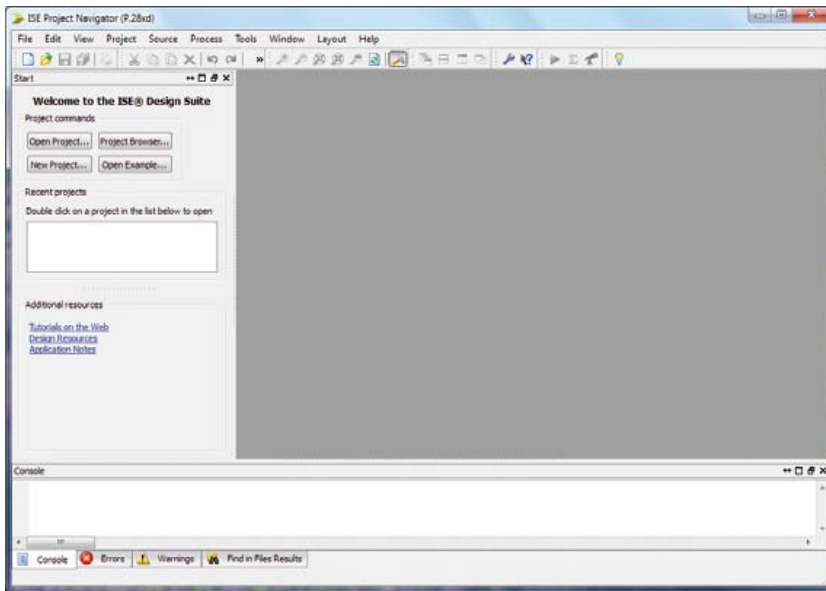 ISE Project Navigator (P.28xd)
File Edit View Project Source Process Tools Window Layout Help
Start
Welcome to the ISE® Design Suite
Project commands
Open Project... Project Browser...
New Project... Open Example...
Recent projects
Double click on a project in the list below to open
Additional resources
Tutorials on the Web
Design Resources
Application Notes
Console
Console Errors Warnings Find in Files Results